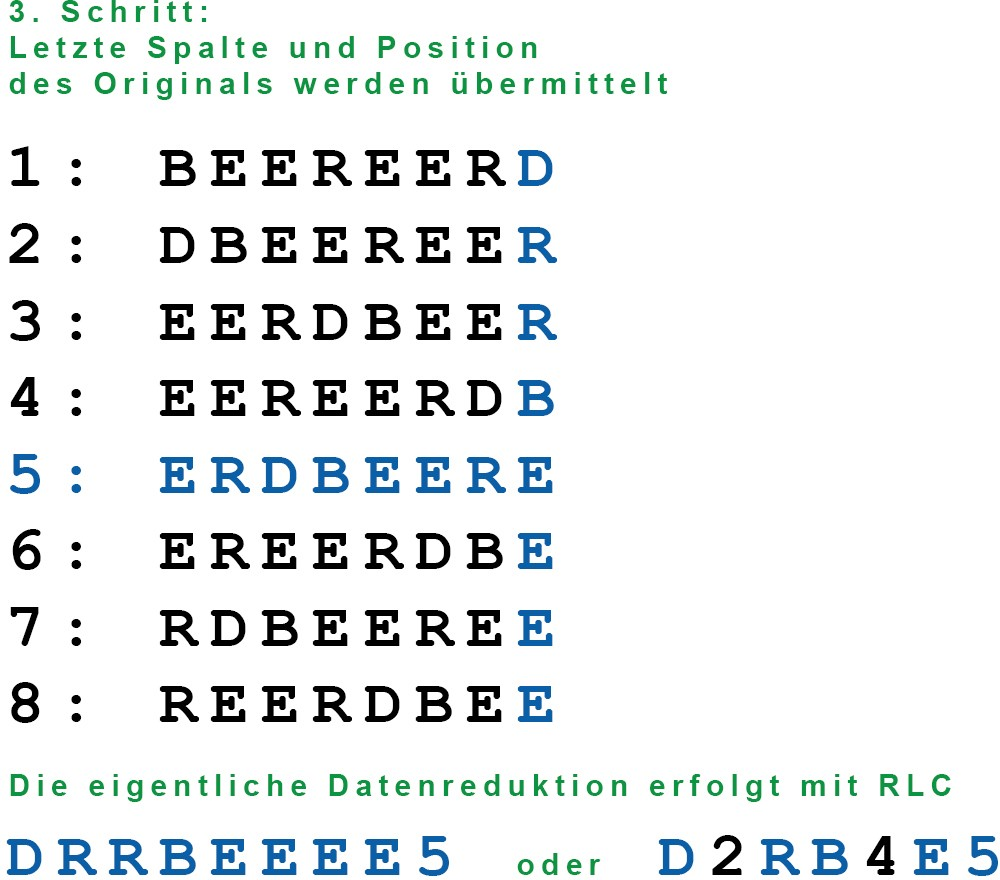 3. Schritt:
Letzte Spalte und Position
des Originals werden übermittelt
1: BEEREERD
2: DBEEREER
3: EERDBEER
4: EEREERDB
5: ERDBEERE
6: EREERDBE
7: RDBEEREE
8: REERDBEE
Die eigentliche Datenreduktion erfolgt mit RLC
DRRBEEEE5 oder D2RB4E5